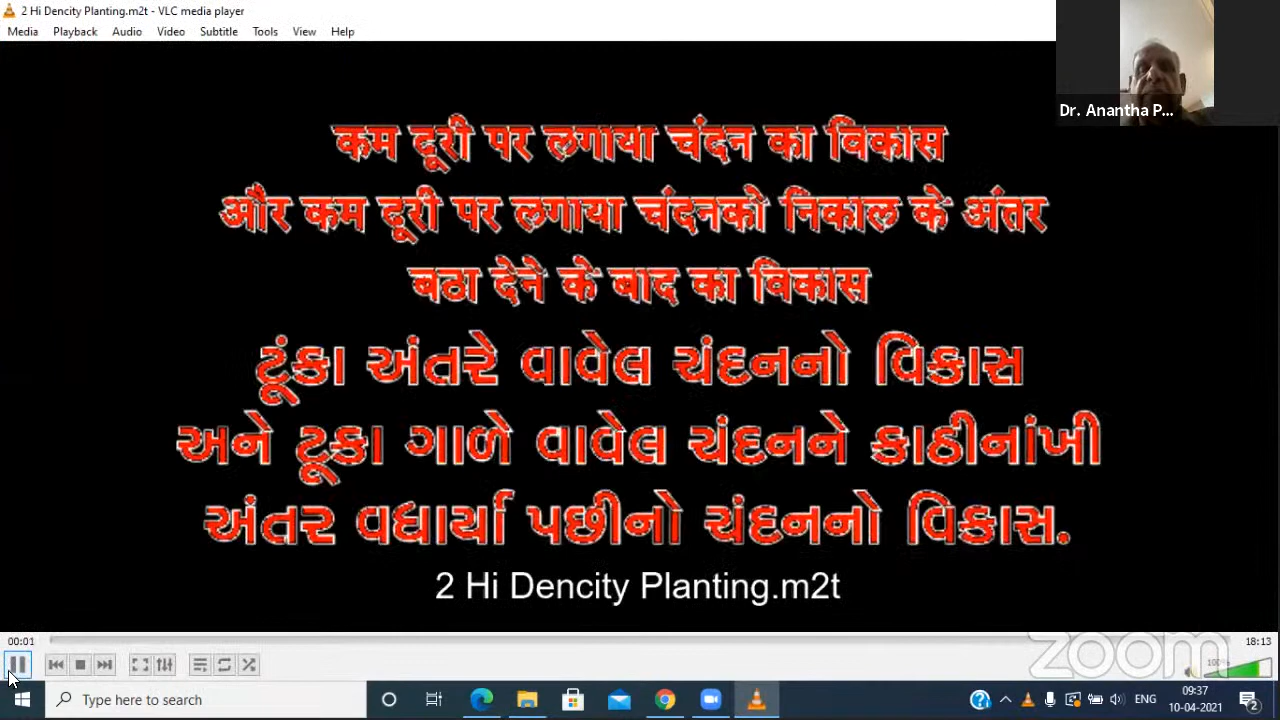 2 Hi Dencity Planting.m2t - VLC media player
Media Playback Audio Video Subtitle Tools View Help
Dr. Anantha P...
कम दूरी पर लगाया चंदन का विकास
और कम दूरी पर लगाया चंदनको निकाल के अंतर
बढा देने के बाद का विकास
ટૂંકા અંતરે વાવેલ ચંદનનો વિકાસ
અને ટૂકા ગાળે વાવેલ ચંદનને કાઠીનાંખી
અંતર વધાર્યા પછીનો ચંદનનો વિકાસ.
2 Hi Dencity Planting.m2t
00:01
18:13
zoom
100%
Type here to search
ENG
09:37
10-04-2021
2